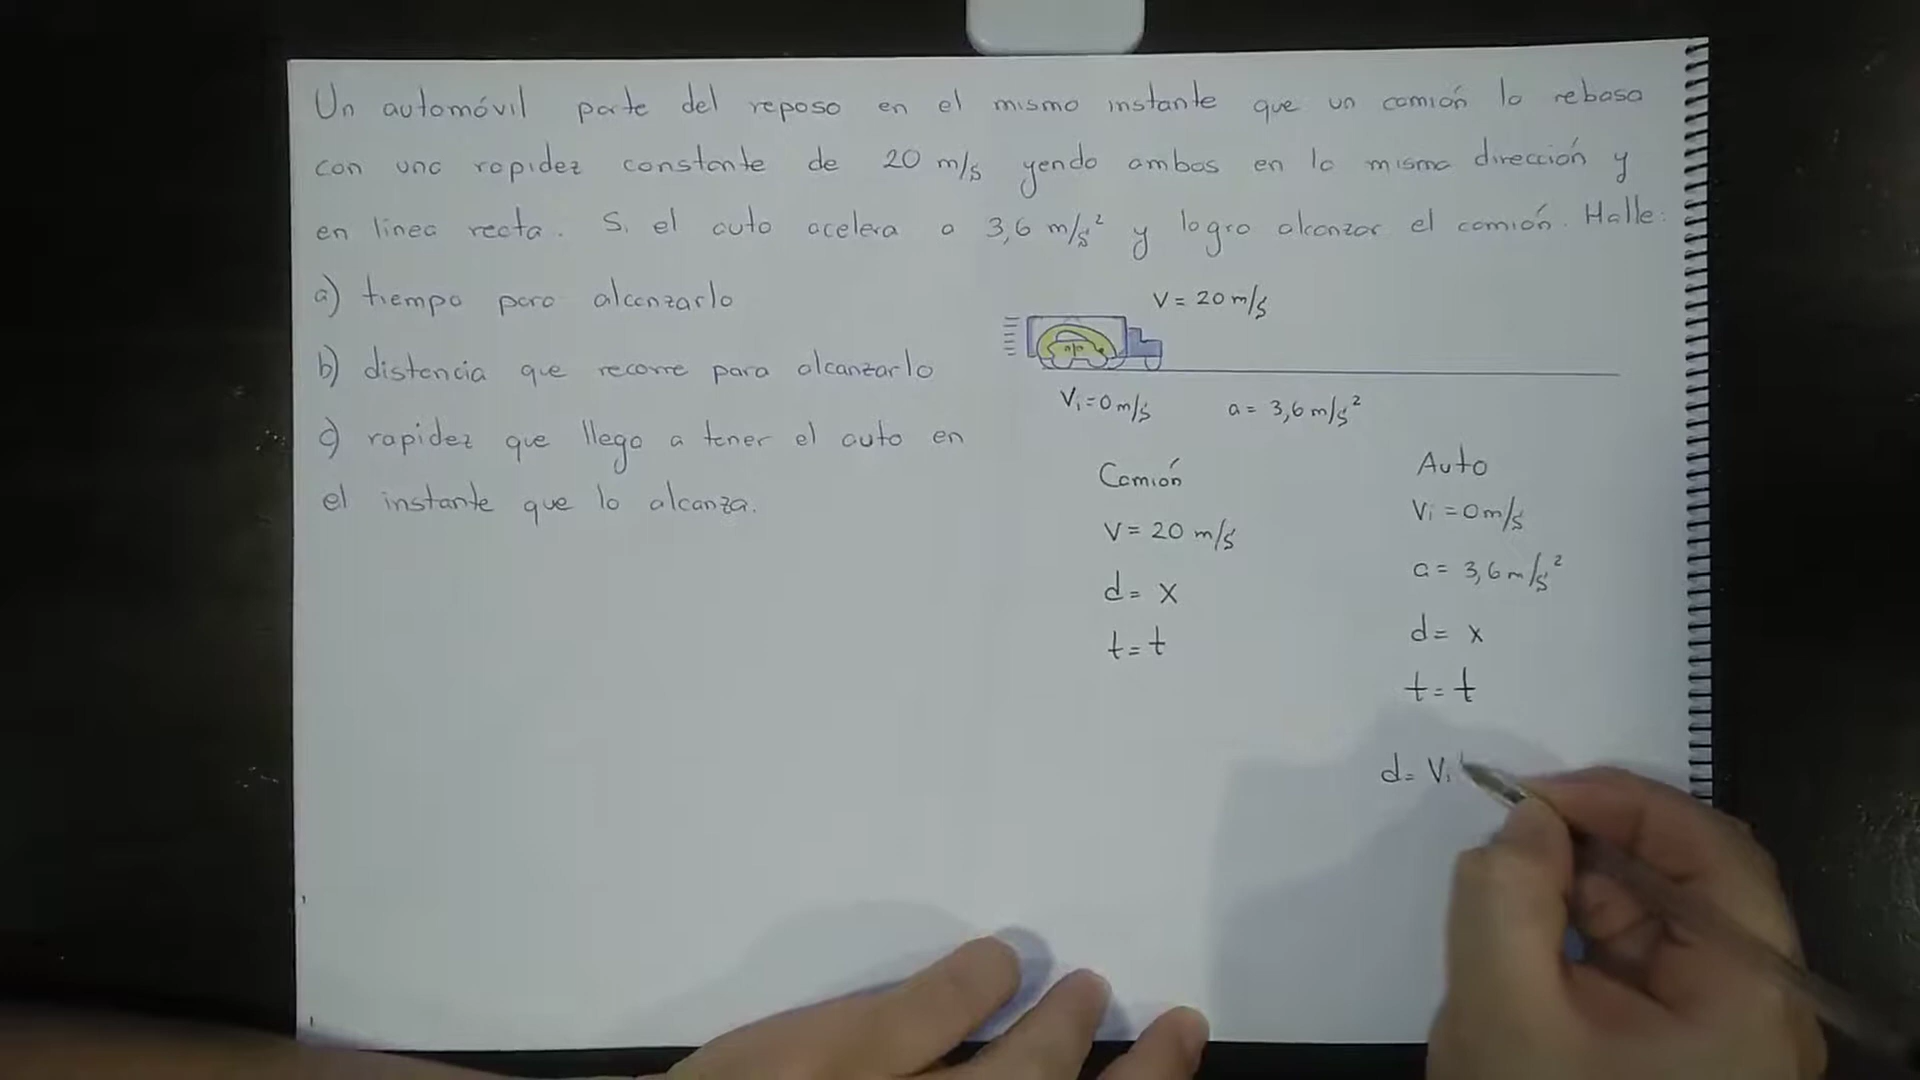 Un automóvil parte del reposo en el mismo instante que un camión lo rebasa
con una rapidez constante de 20 m/s yendo ambos en la misma dirección y
en linea recta. Si el auto acelera a 3,6 m/s² y logra alcanzar el camión. Halle:
a) tiempo para alcanzarlo
b) distancia que recorre para alcanzarlo
c) rapidez que llega a tener el auto en
el instante que lo alcanza.
V = 20 m/s
Vi = 0 m/s a = 3,6 m/s²
Camión
V = 20 m/s
d = x
t = t
Auto
Vi = 0 m/s
a = 3,6 m/s²
d = x
t = t
d = Vi